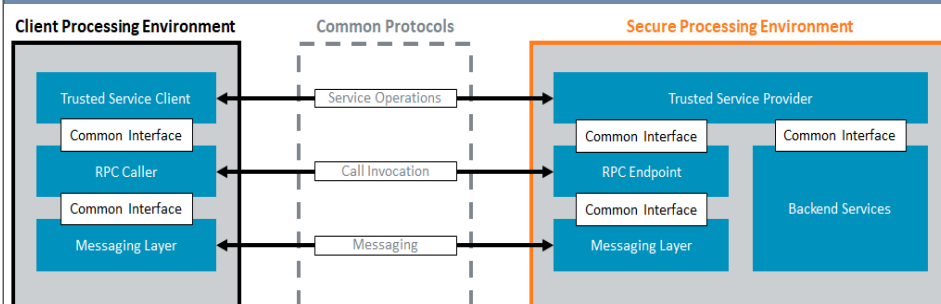 Client Processing Environment
Common Protocols
Secure Processing Environment
Trusted Service Client
Service Operations
Trusted Service Provider
Common Interface
Common Interface
Common Interface
RPC Caller
Call Invocation
RPC Endpoint
Common Interface
Common Interface
Backend Services
Messaging Layer
Messaging
Messaging Layer